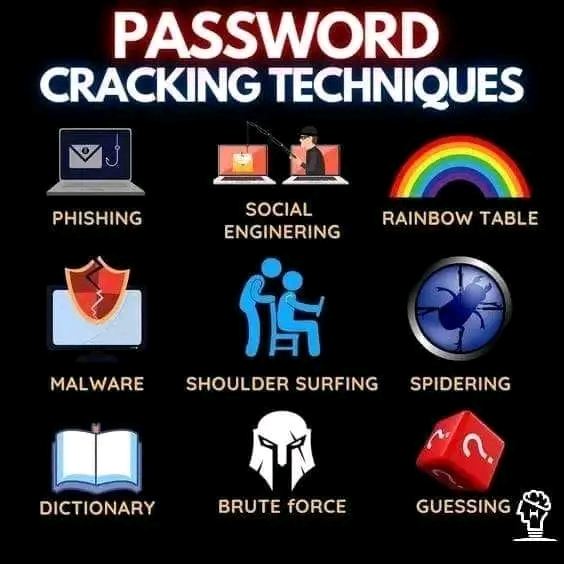 PASSWORD
CRACKING TECHNIQUES
PHISHING
SOCIAL
ENGINERING
RAINBOW TABLE
MALWARE
SHOULDER SURFING
SPIDERING
DICTIONARY
BRUTE fORCE
GUESSING